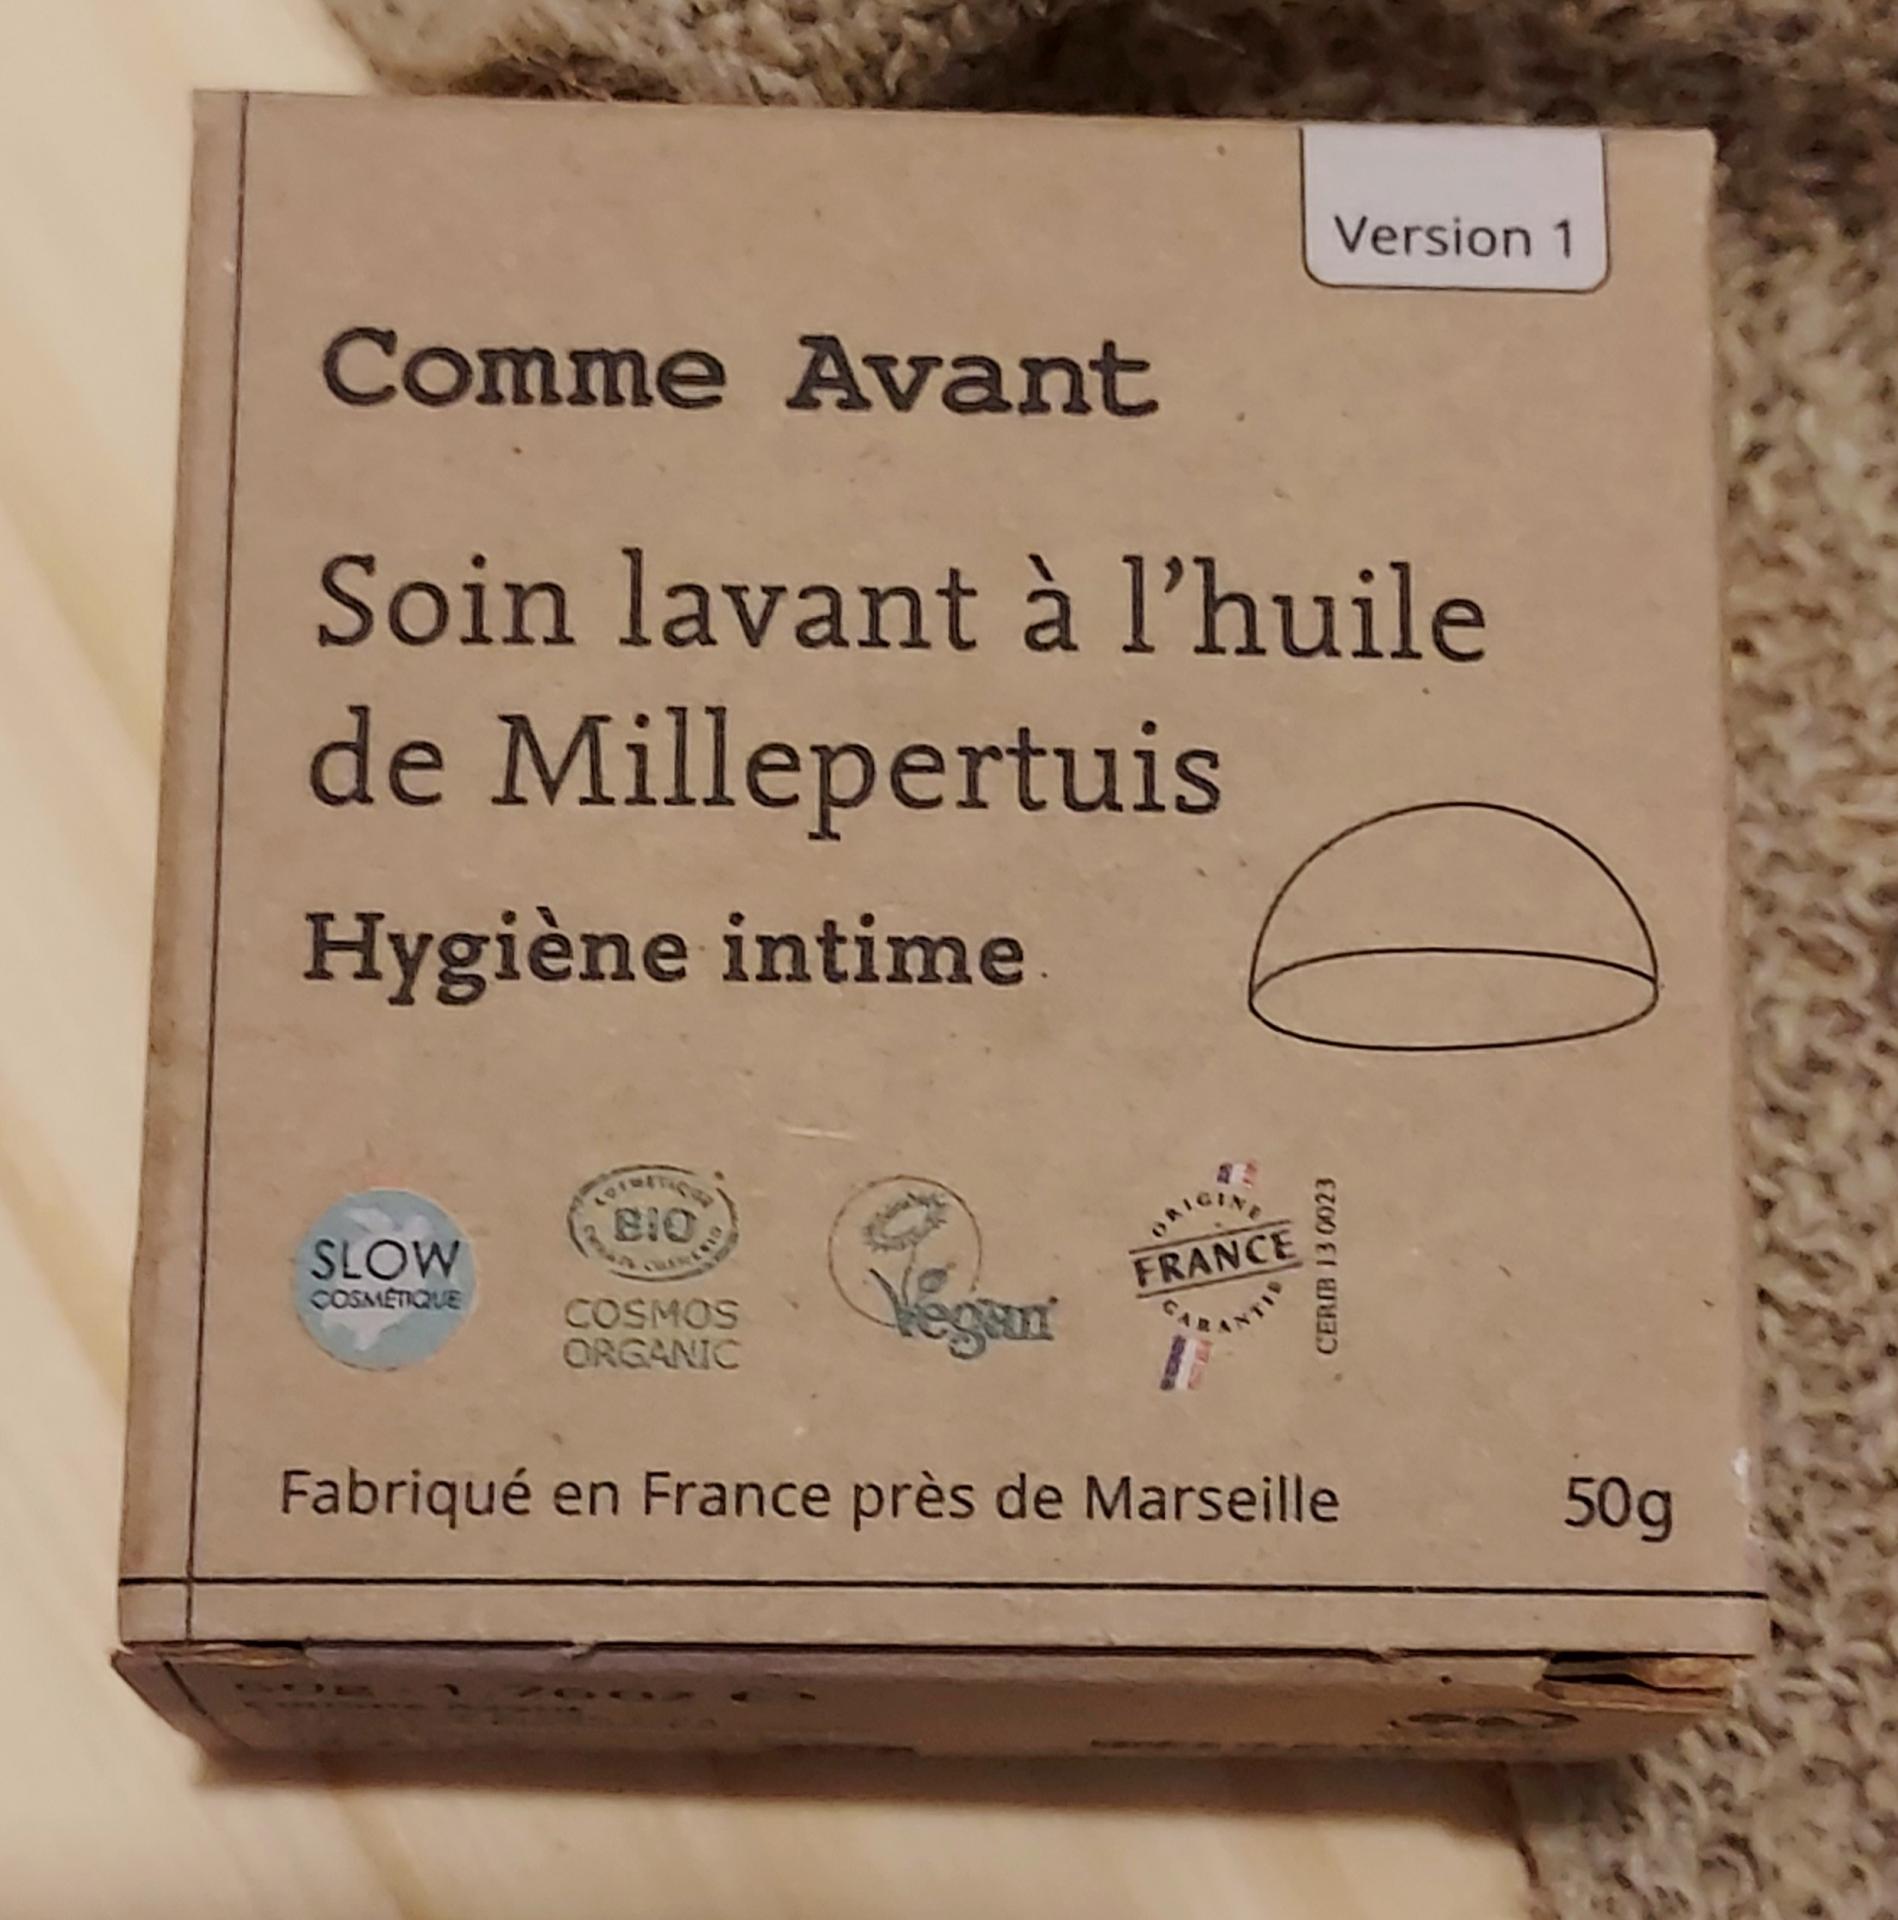 Version 1
Comme Avant
Soin lavant à l'huile
de Millepertuis
Hygiène intime
SLOW
COSMÉTIQUE
COSMÉTIQUE
BIO
COSMOS
ORGANIC
Vegan
ORIGINE
FRANCE
GARANTIE
CERIB 13 0023
Fabriqué en France près de Marseille
50g